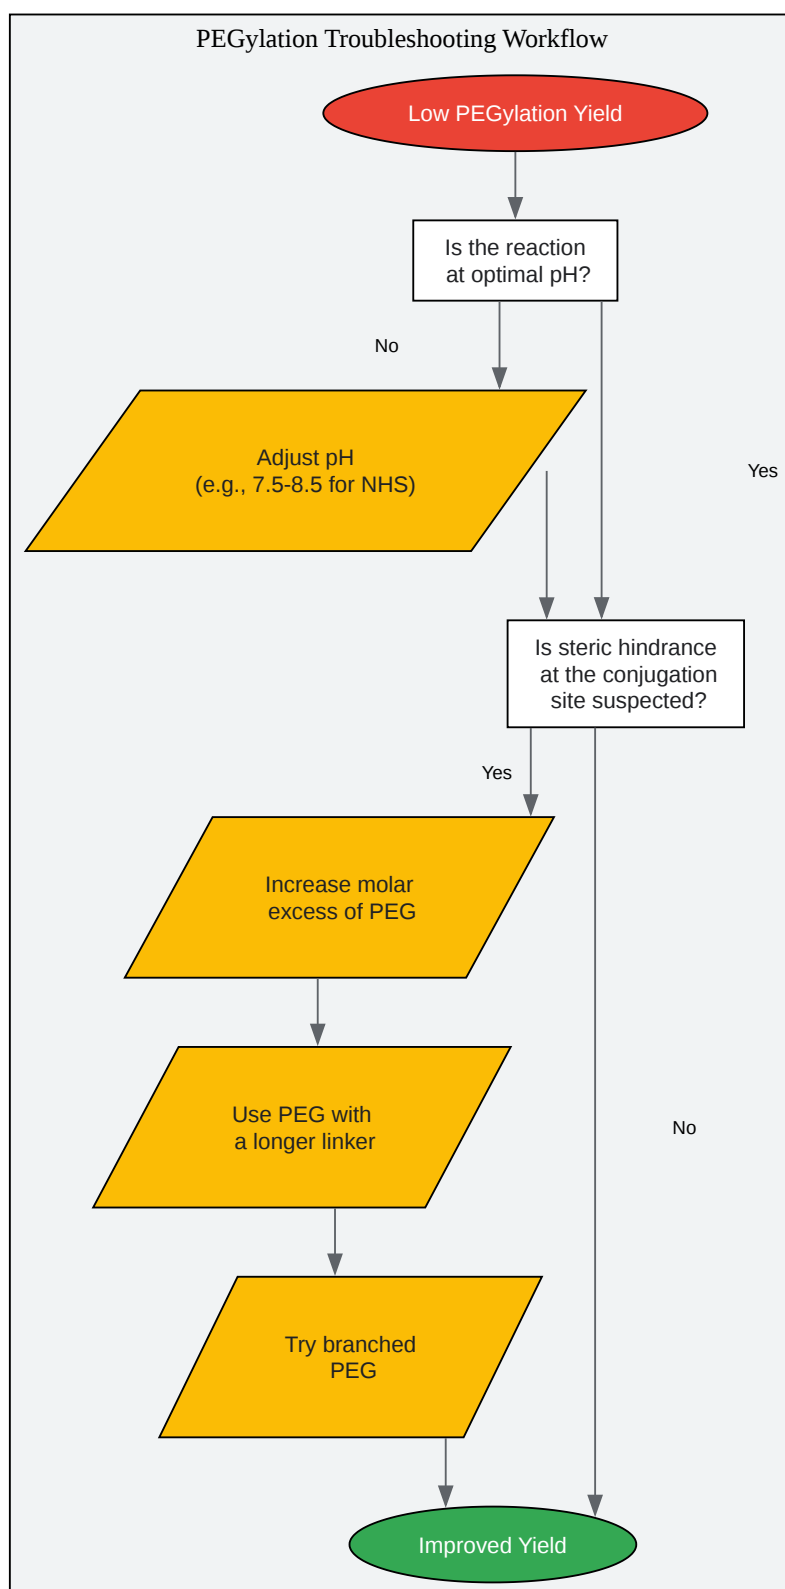 PEGylation Troubleshooting Workflow
Low PEGylation Yield
Is the reaction
at optimal pH?
No
Adjust pH
(e.g., 7.5-8.5 for NHS)
Yes
Is steric hindrance
at the conjugation
site suspected?
Yes
Increase molar
excess of PEG
Use PEG with
a longer linker
No
Try branched
PEG
Improved Yield